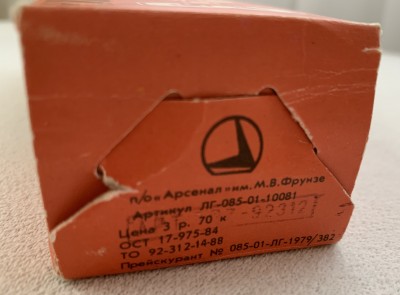 п/о «Арсенал» им. М.В.Фрунзе
Артикул ЛГ-085-01-10081
Цена 3 р. 70 к
ОСТ 17-975-84
ТО 92-312-14-88
Прейскурант № 085-01-ЛГ-1979/382